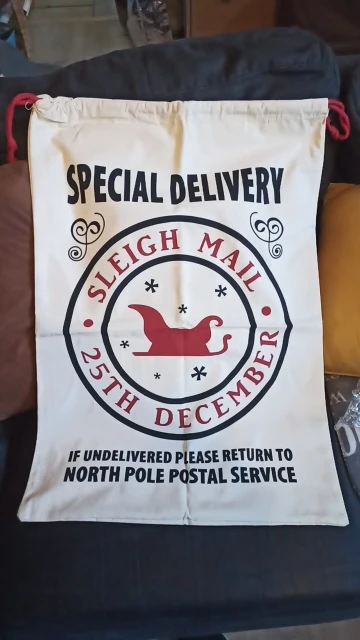 SPECIAL DELIVERY
SLEIGH MAIL
25TH DECEMBER
IF UNDELIVERED PLEASE RETURN TO
NORTH POLE POSTAL SERVICE